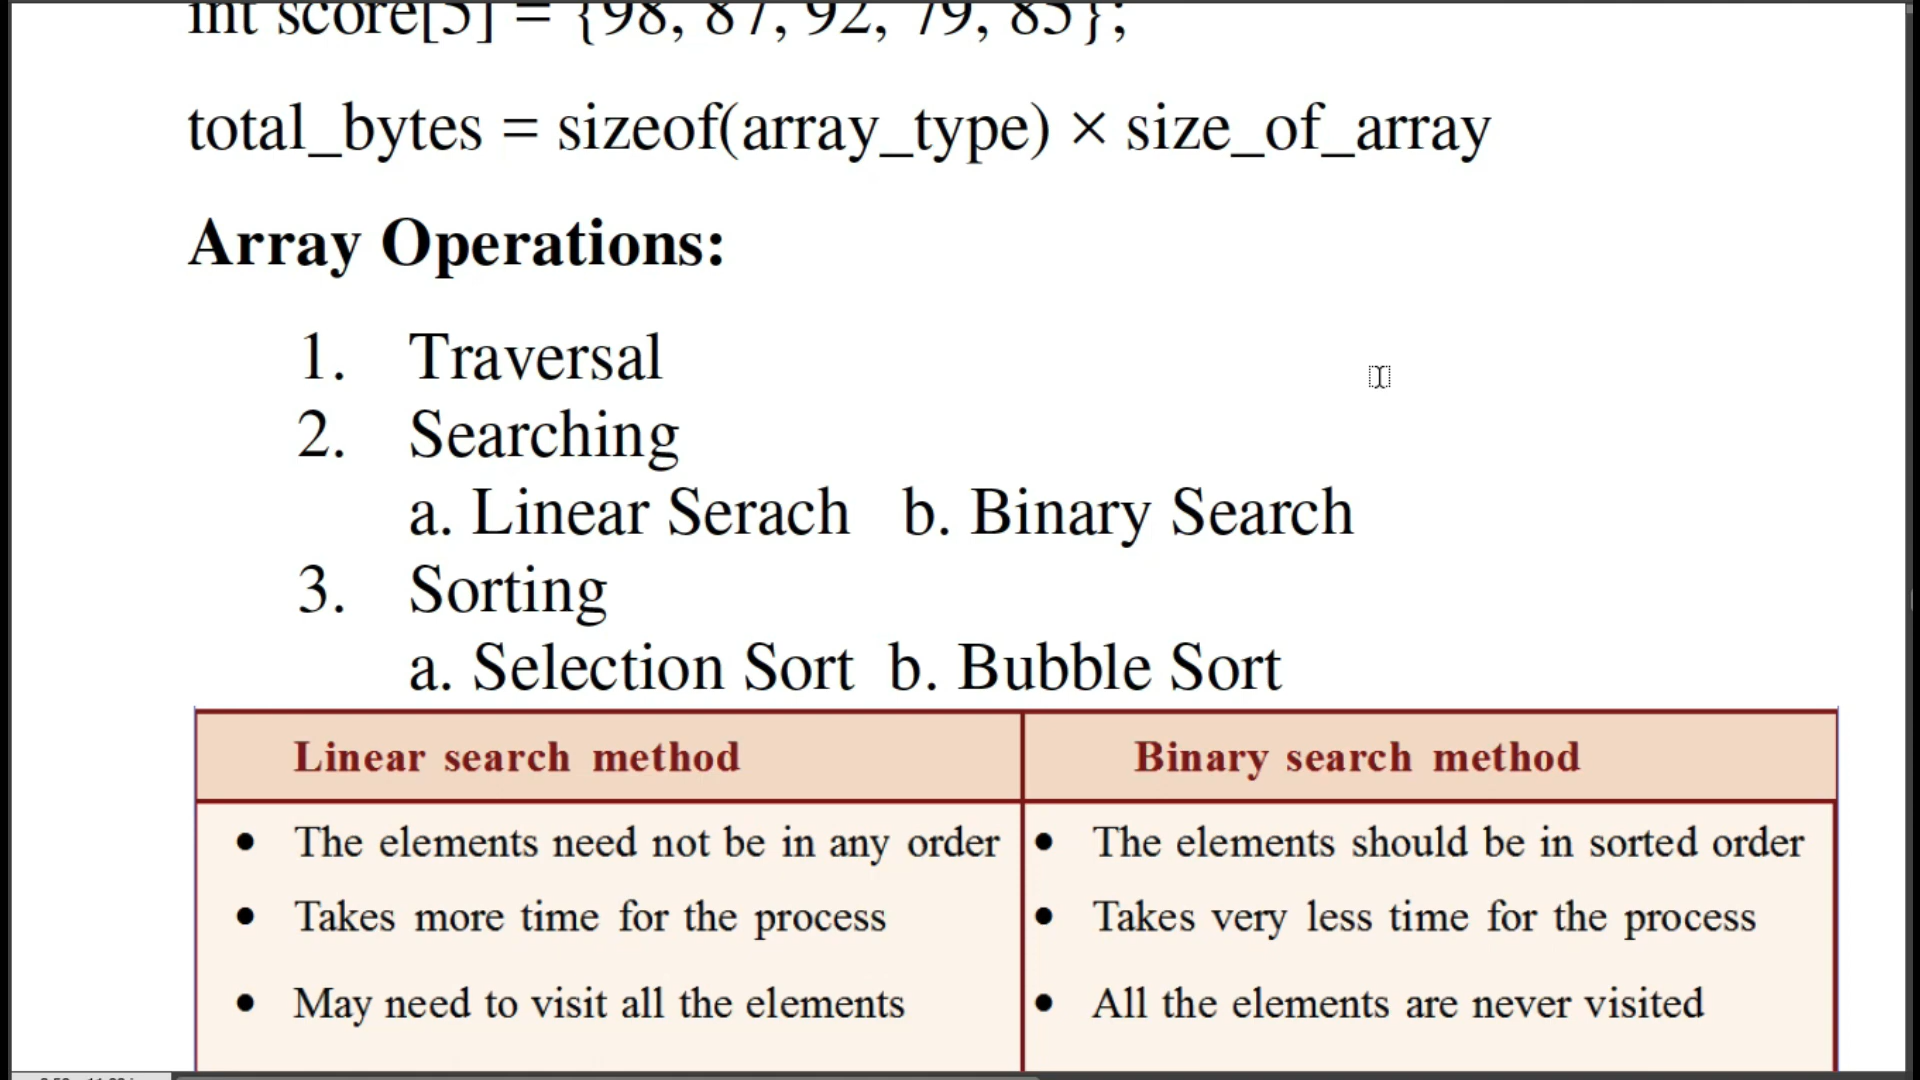 int score[5] = {98, 87, 92, 79, 85};
total_bytes = sizeof(array_type) × size_of_array
Array Operations:
1. Traversal
2. Searching
a. Linear Serach b. Binary Search
3. Sorting
a. Selection Sort b. Bubble Sort
Linear search method Binary search method
• The elements need not be in any order • The elements should be in sorted order
• Takes more time for the process • Takes very less time for the process
• May need to visit all the elements • All the elements are never visited